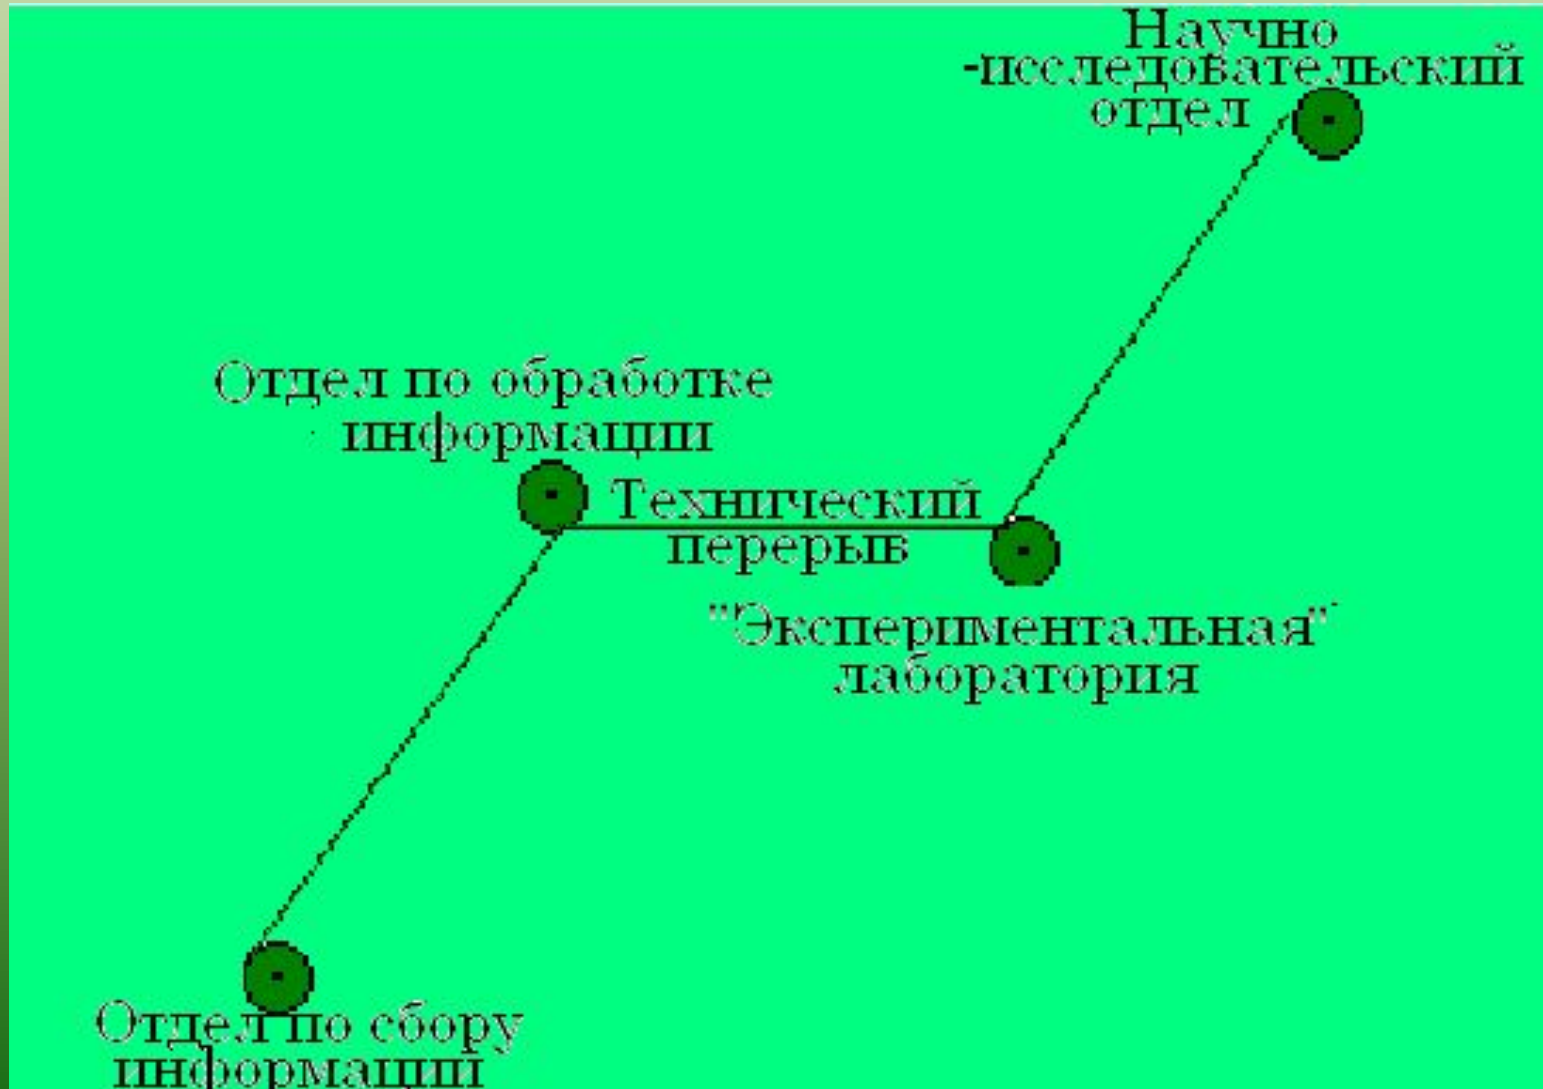 Научно
-исследовательский
отдел
Отдел по обработке
информации
Технический
перерыв
"Экспериментальная"
лаборатория
Отдел по сбору
информации